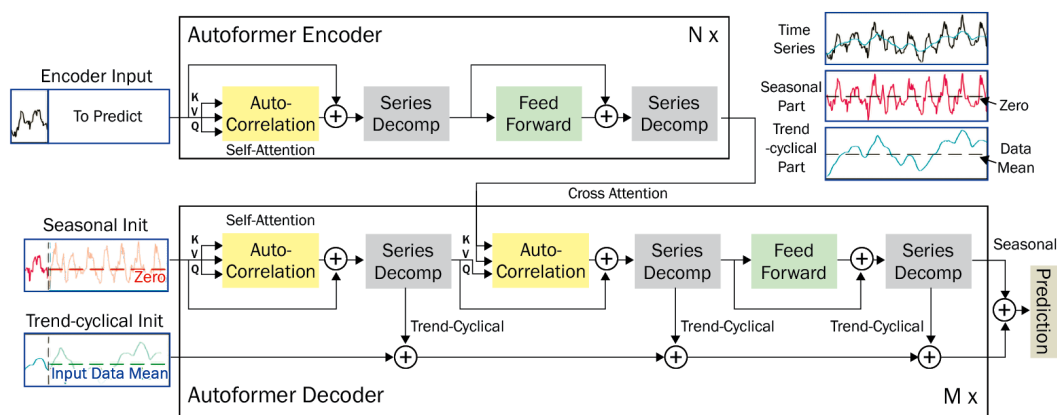 Autoformer Encoder
N x
Encoder Input
To Predict
K
V
Q
Auto-
Correlation
Self-Attention
+
Series
Decomp
Feed
Forward
+
Series
Decomp
Time
Series
Seasonal
Part
Zero
Trend
-cyclical
Part
Data
Mean
Cross Attention
Seasonal Init
Zero
Self-Attention
K
V
Q
Auto-
Correlation
+
Series
Decomp
K
V
Q
Auto-
Correlation
+
Series
Decomp
Feed
Forward
+
Series
Decomp
Seasonal
Trend-cyclical Init
Input Data Mean
Trend-Cyclical
Trend-Cyclical
Trend-Cyclical
+
+
+
+
Prediction
Autoformer Decoder
M x